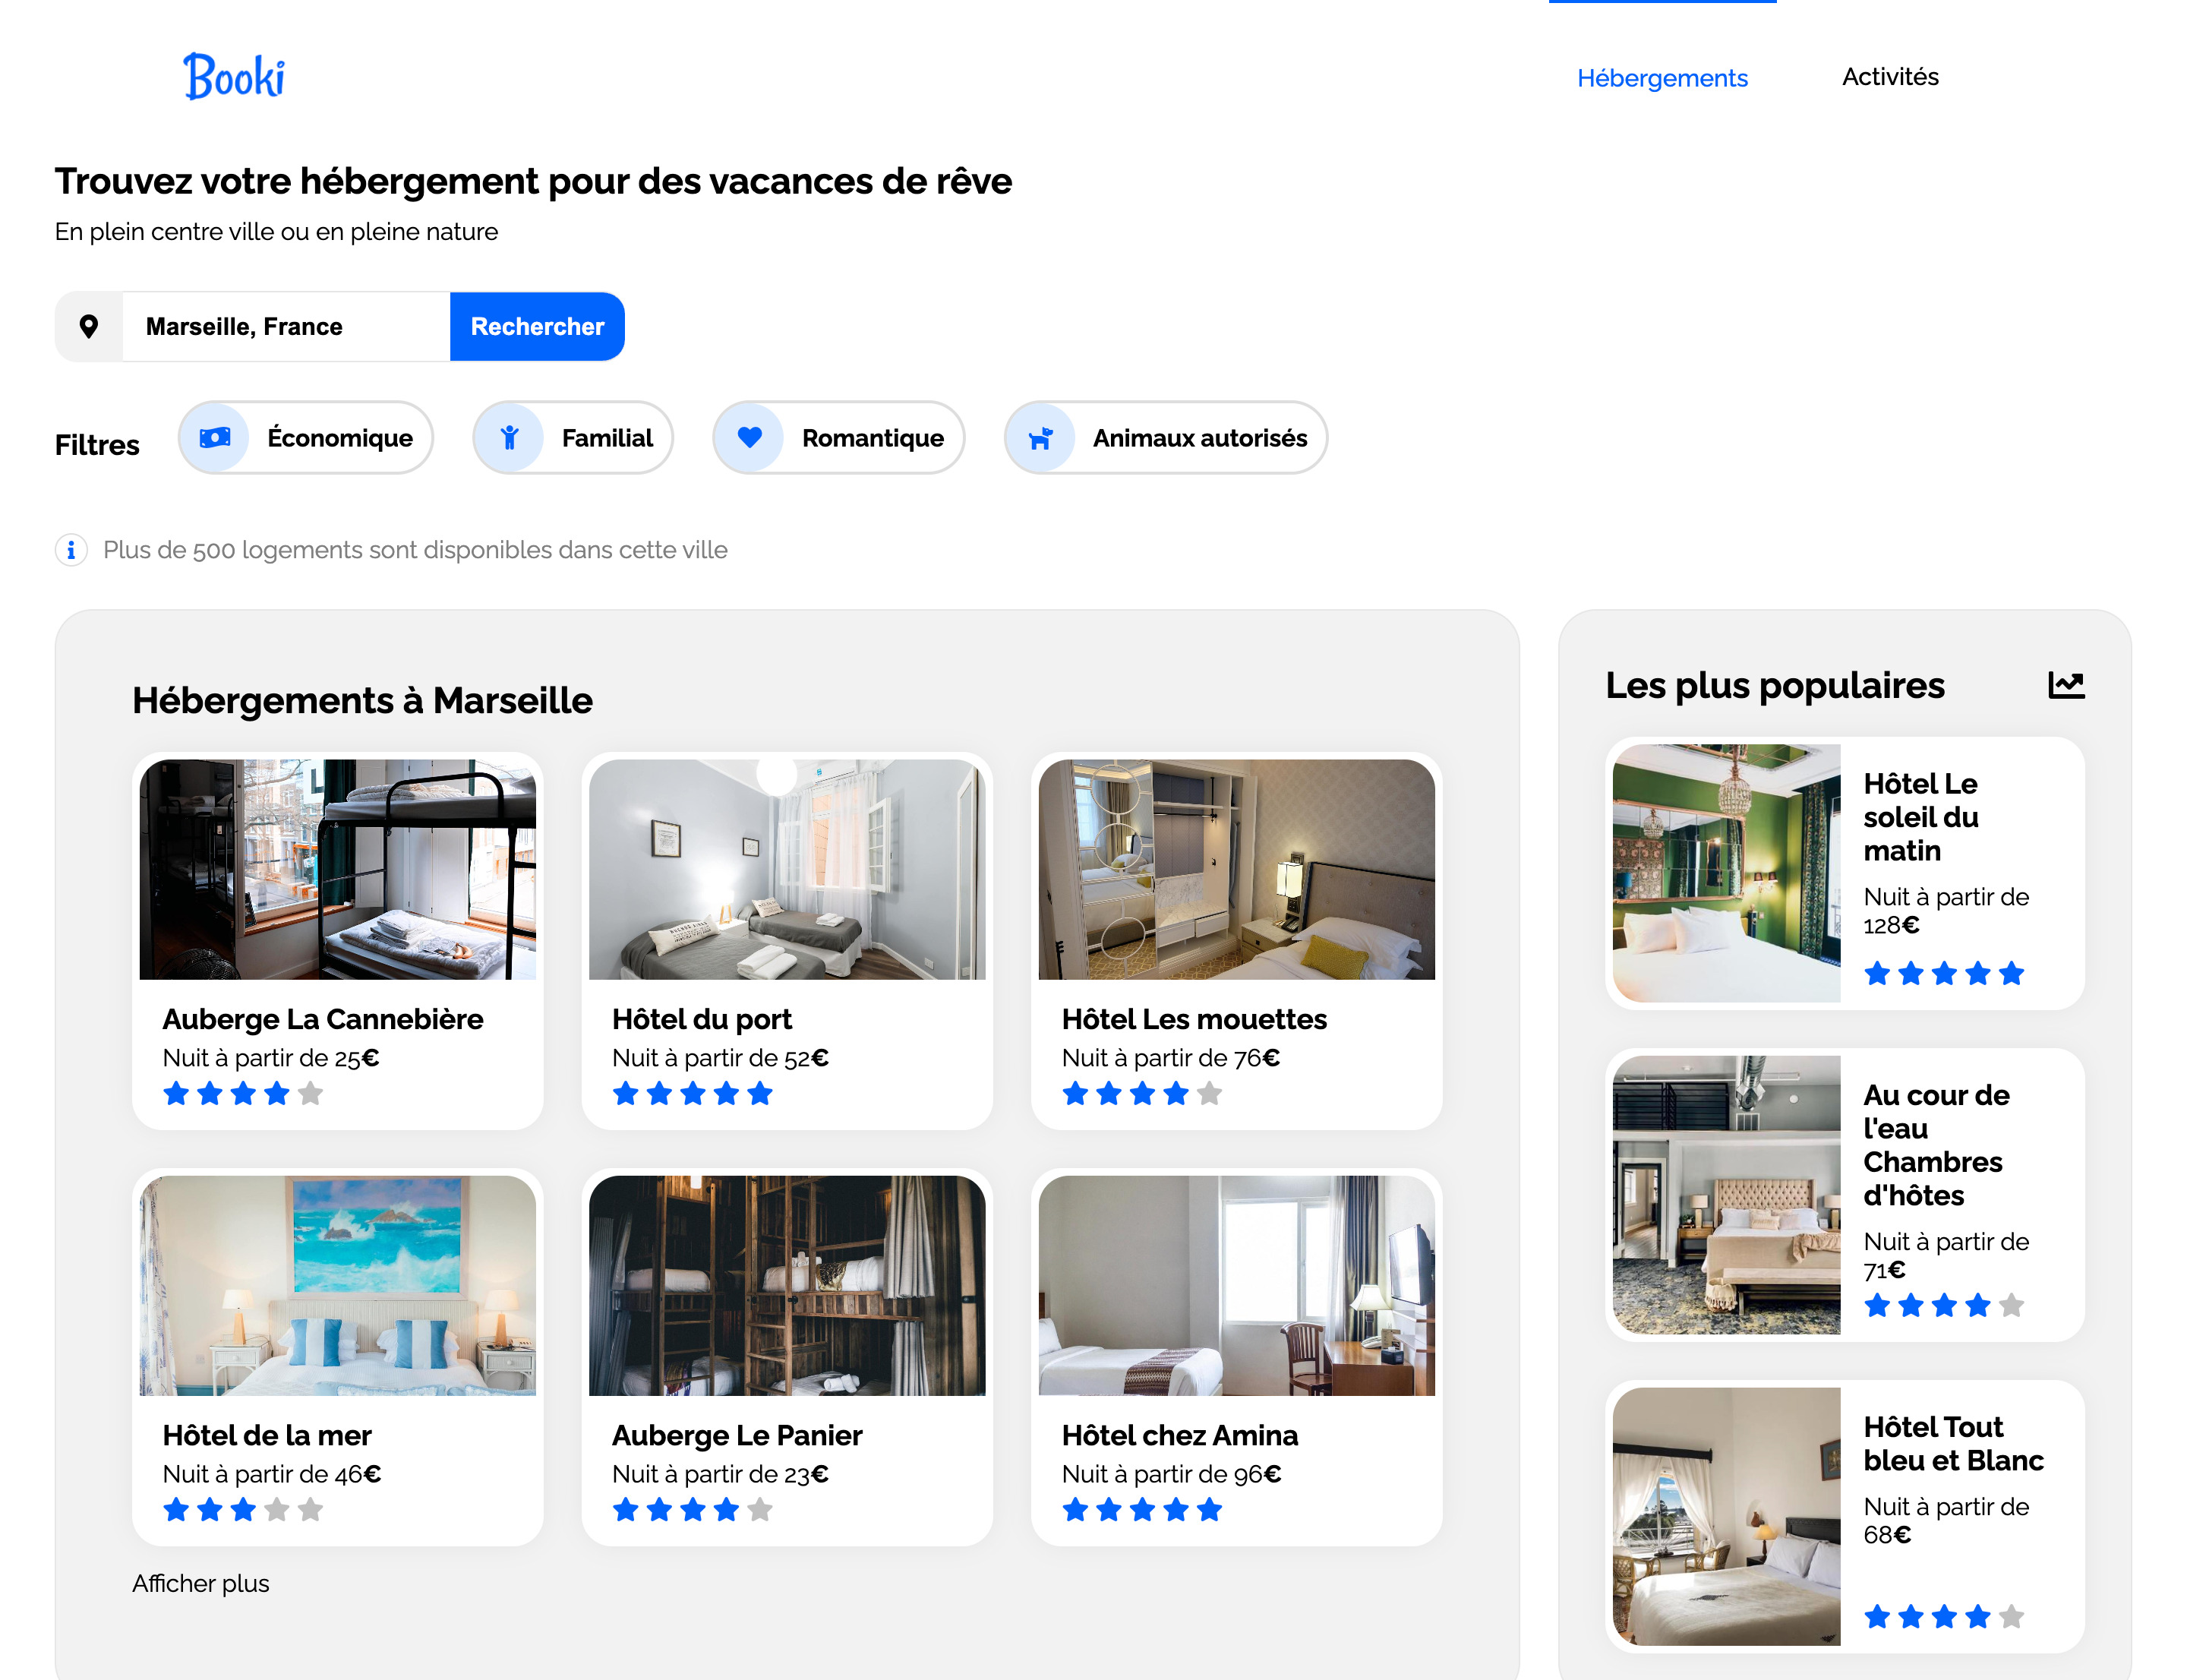 Booki
Hébergements
Activités
Trouvez votre hébergement pour des vacances de rêve
En plein centre ville ou en pleine nature
Marseille, France
Rechercher
Filtres
Économique
Familial
Romantique
Animaux autorisés
Plus de 500 logements sont disponibles dans cette ville
Hébergements à Marseille
Auberge La Cannebière
Nuit à partir de 25€
Hôtel du port
Nuit à partir de 52€
Hôtel Les mouettes
Nuit à partir de 76€
Hôtel de la mer
Nuit à partir de 46€
Auberge Le Panier
Nuit à partir de 23€
Hôtel chez Amina
Nuit à partir de 96€
Afficher plus
Les plus populaires
Hôtel Le
soleil du
matin
Nuit à partir de
128€
Au cour de
l'eau
Chambres
d'hôtes
Nuit à partir de
71€
Hôtel Tout
bleu et Blanc
Nuit à partir de
68€